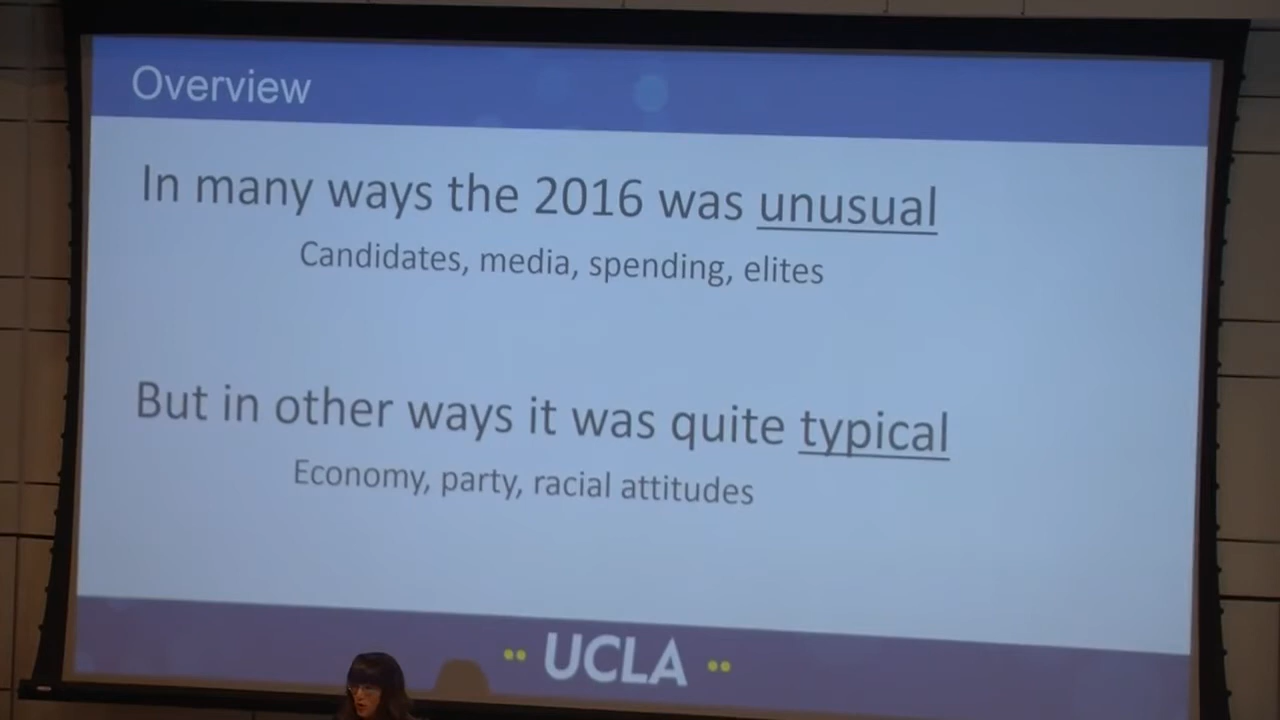 Overview
In many ways the 2016 was unusual
Candidates, media, spending, elites
But in other ways it was quite typical
Economy, party, racial attitudes
UCLA